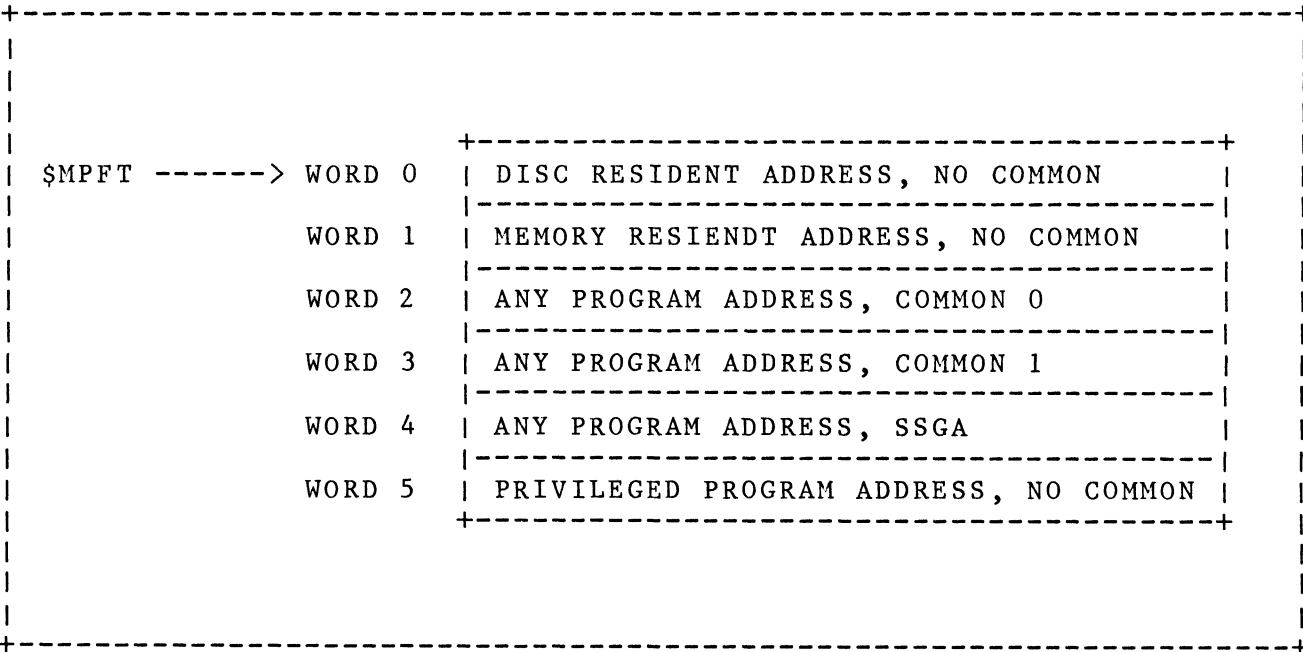 $MPFT ------> WORD 0 | DISC RESIDENT ADDRESS, NO COMMON |
WORD 1 | MEMORY RESIENDT ADDRESS, NO COMMON |
WORD 2 | ANY PROGRAM ADDRESS, COMMON 0 |
WORD 3 | ANY PROGRAM ADDRESS, COMMON 1 |
WORD 4 | ANY PROGRAM ADDRESS, SSGA |
WORD 5 | PRIVILEGED PROGRAM ADDRESS, NO COMMON |